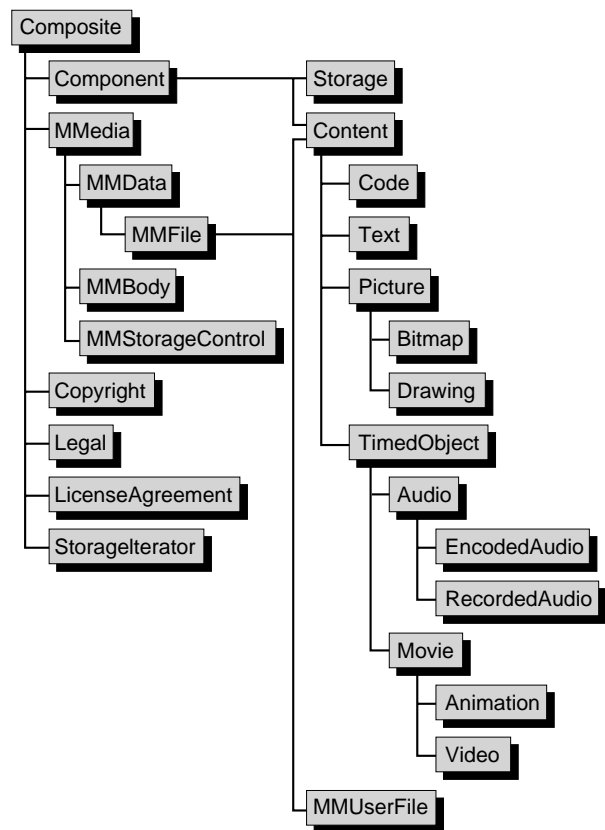 Composite
Component
MMedia
MMData
MMFile
MMBody
MMStorageControl
Copyright
Legal
LicenseAgreement
StorageIterator
Storage
Content
Code
Text
Picture
Bitmap
Drawing
TimedObject
Audio
EncodedAudio
RecordedAudio
Movie
Animation
Video
MMUserFile